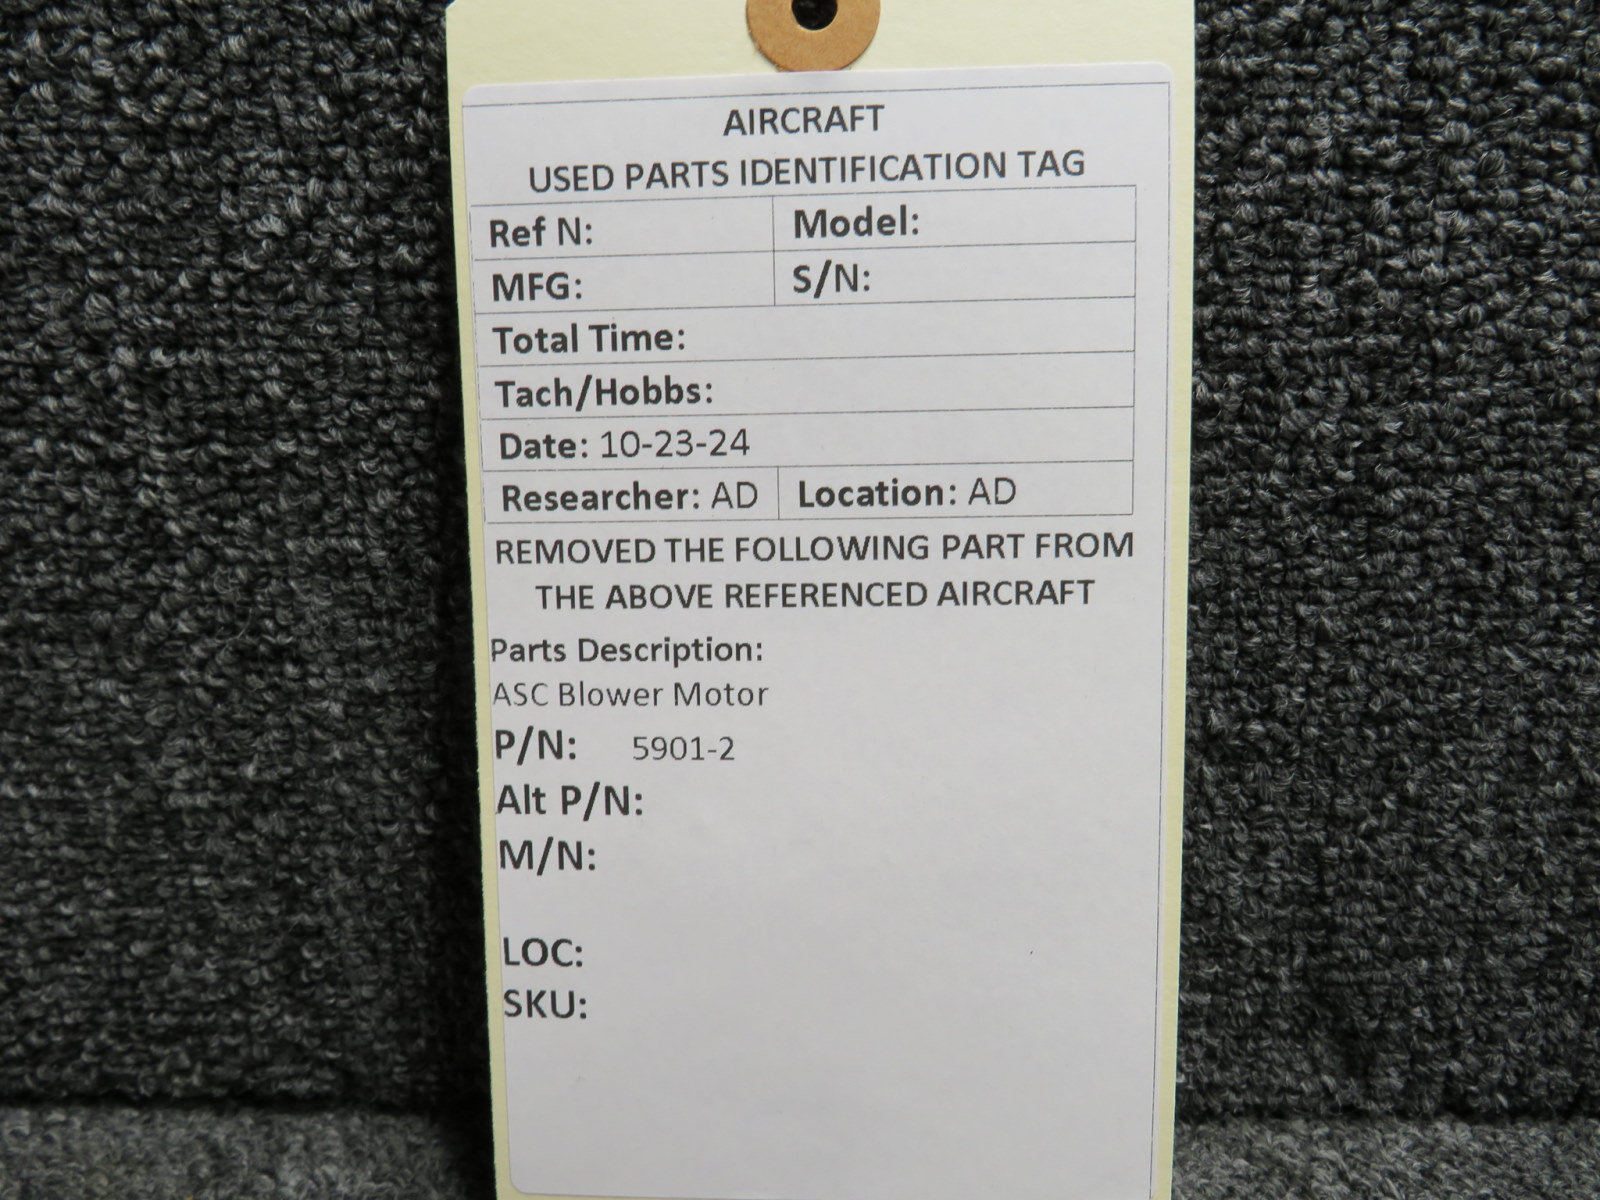 AIRCRAFT
USED PARTS IDENTIFICATION TAG
Ref N: Model:
MFG: S/N:
Total Time:
Tach/Hobbs:
Date: 10-23-24
Researcher: AD Location: AD
REMOVED THE FOLLOWING PART FROM
THE ABOVE REFERENCED AIRCRAFT
Parts Description:
ASC Blower Motor
P/N: 5901-2
Alt P/N:
M/N:
LOC:
SKU: